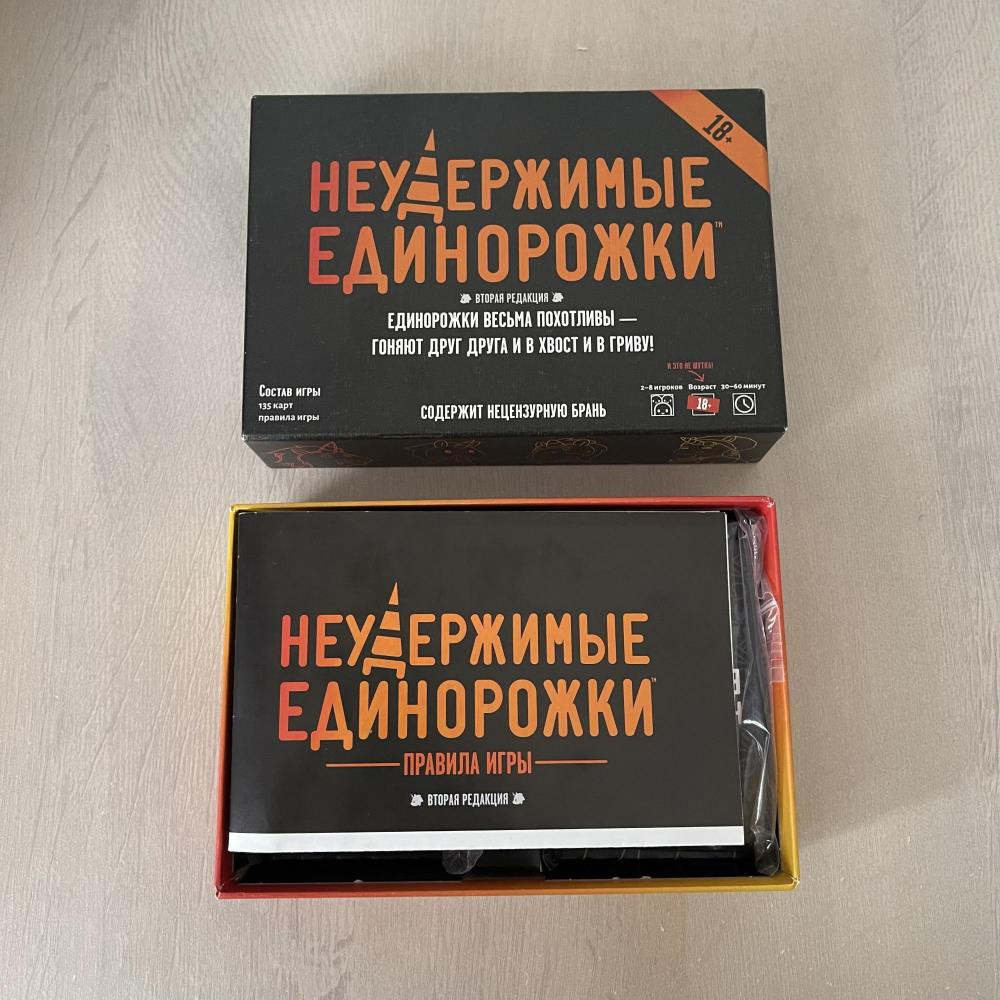 18+
НЕУДЕРЖИМЫЕ
ЕДИНОРОЖКИ™
ВТОРАЯ РЕДАКЦИЯ
ЕДИНОРОЖКИ ВЕСЬМА ПОХОТЛИВЫ —
ГОНЯЮТ ДРУГ ДРУГА И В ХВОСТ И В ГРИВУ!
И ЭТО НЕ ШУТКА!
Состав игры
135 карт
правила игры
СОДЕРЖИТ НЕЦЕНЗУРНУЮ БРАНЬ
2–8 игроков Возраст 30–60 минут
18+
НЕУДЕРЖИМЫЕ
ЕДИНОРОЖКИ™
ПРАВИЛА ИГРЫ
ВТОРАЯ РЕДАКЦИЯ